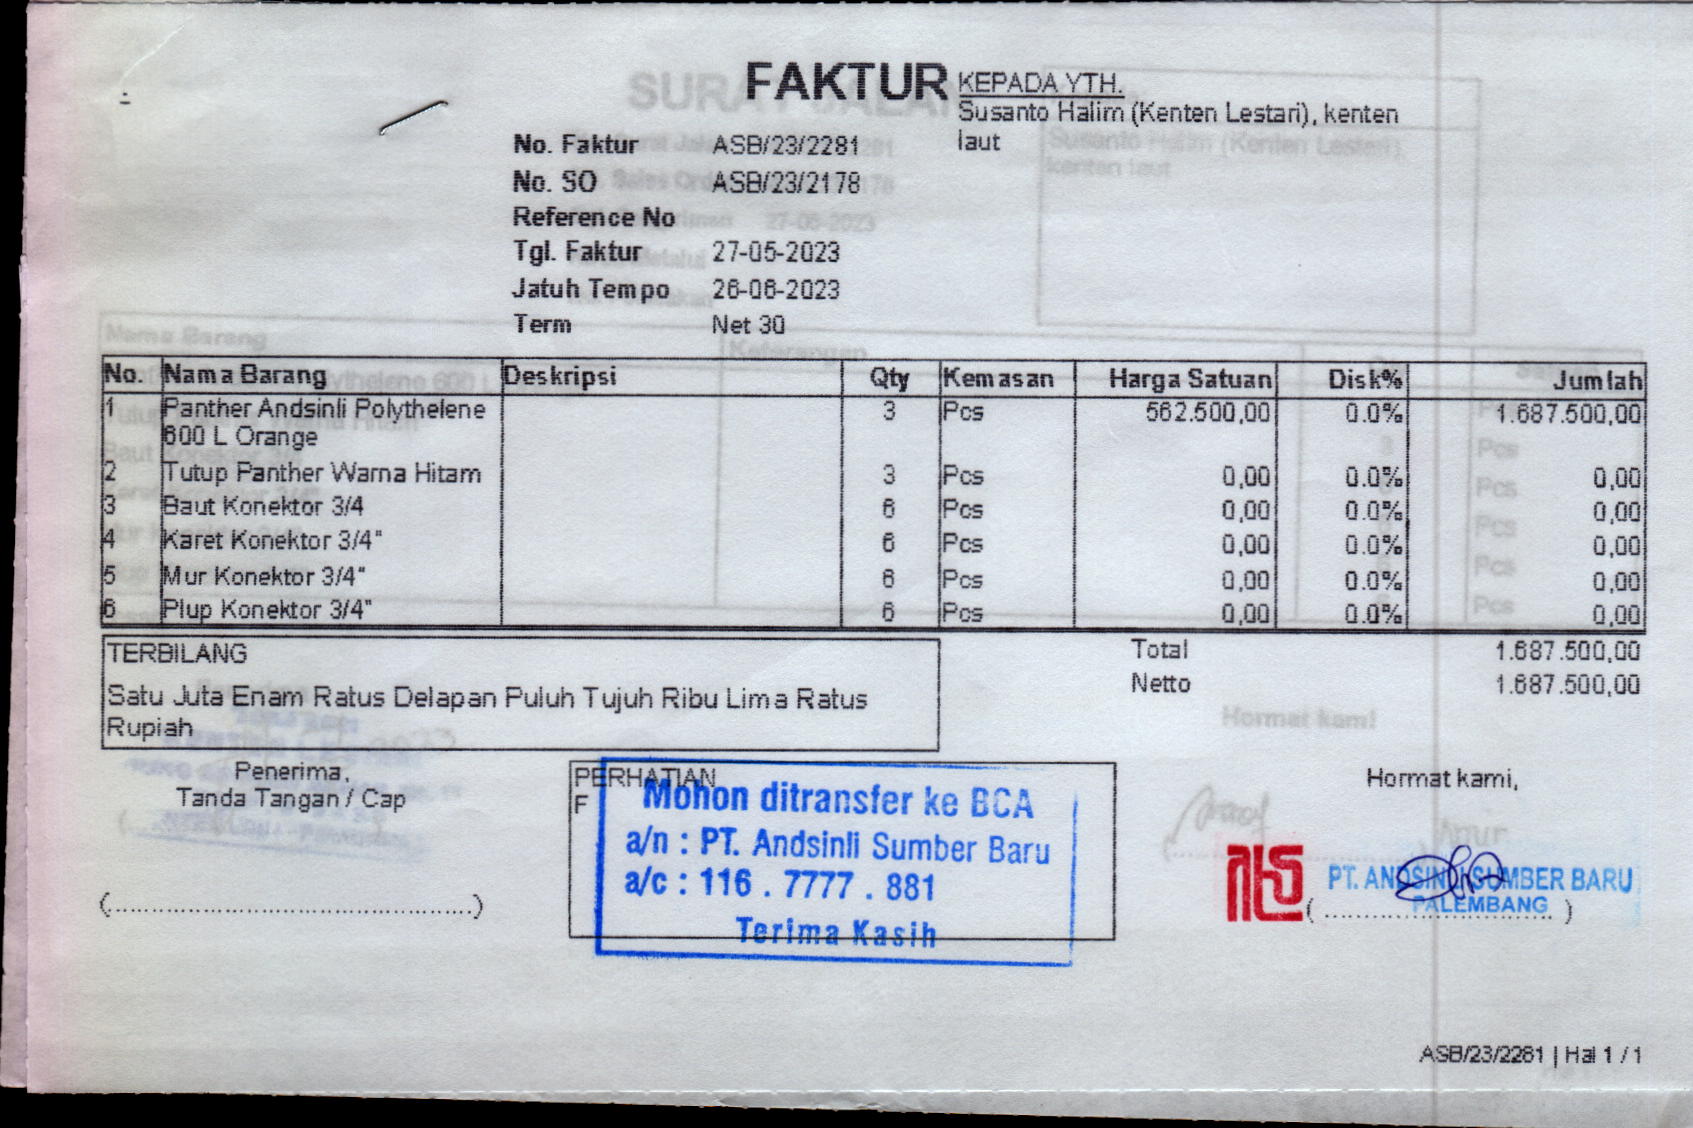 FAKTUR
KEPADA YTH.
Susanto Halim (Kenten Lestari), kenten
laut
No. Faktur ASB/23/2281
No. SO ASB/23/2178
Reference No
Tgl. Faktur 27-05-2023
Jatuh Tempo 26-06-2023
Term Net 30
No. Nama Barang Deskripsi Qty Kemasan Harga Satuan Disk% Jumlah
1 Panther Andsinli Polythelene 3 Pcs 562.500,00 0.0% 1.687.500,00
600 L Orange
2 Tutup Panther Warna Hitam 3 Pcs 0,00 0.0% 0,00
3 Baut Konektor 3/4 6 Pcs 0,00 0.0% 0,00
4 Karet Konektor 3/4" 6 Pcs 0,00 0.0% 0,00
5 Mur Konektor 3/4" 6 Pcs 0,00 0.0% 0,00
6 Plup Konektor 3/4" 6 Pcs 0,00 0.0% 0,00
Total 1.687.500,00
Netto 1.687.500,00
TERBILANG
Satu Juta Enam Ratus Delapan Puluh Tujuh Ribu Lima Ratus
Rupiah
Penerima,
Tanda Tangan / Cap
(..................................................)
PERHATIAN
F
Mohon ditransfer ke BCA
a/n : PT. Andsinli Sumber Baru
a/c : 116 . 7777 . 881
Terima Kasih
Hormat kami,
PT. ANDSINLI SUMBER BARU
PALEMBANG
(..............................)
ASB/23/2281 | Hal 1 / 1